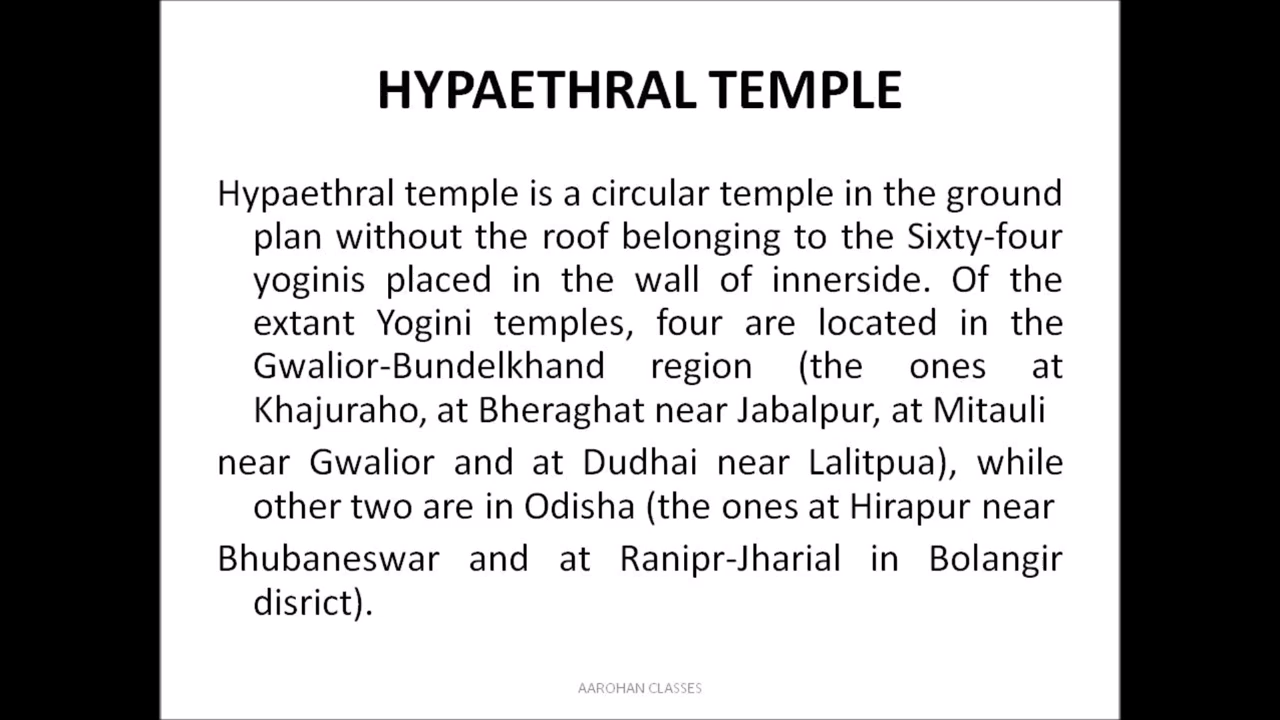 HYPAETHRAL TEMPLE
Hypaethral temple is a circular temple in the ground
plan without the roof belonging to the Sixty-four
yoginis placed in the wall of innerside. Of the
extant Yogini temples, four are located in the
Gwalior-Bundelkhand region (the ones at
Khajuraho, at Bheraghat near Jabalpur, at Mitauli
near Gwalior and at Dudhai near Lalitpua), while
other two are in Odisha (the ones at Hirapur near
Bhubaneswar and at Ranipr-Jharial in Bolangir
disrict).
AAROHAN CLASSES